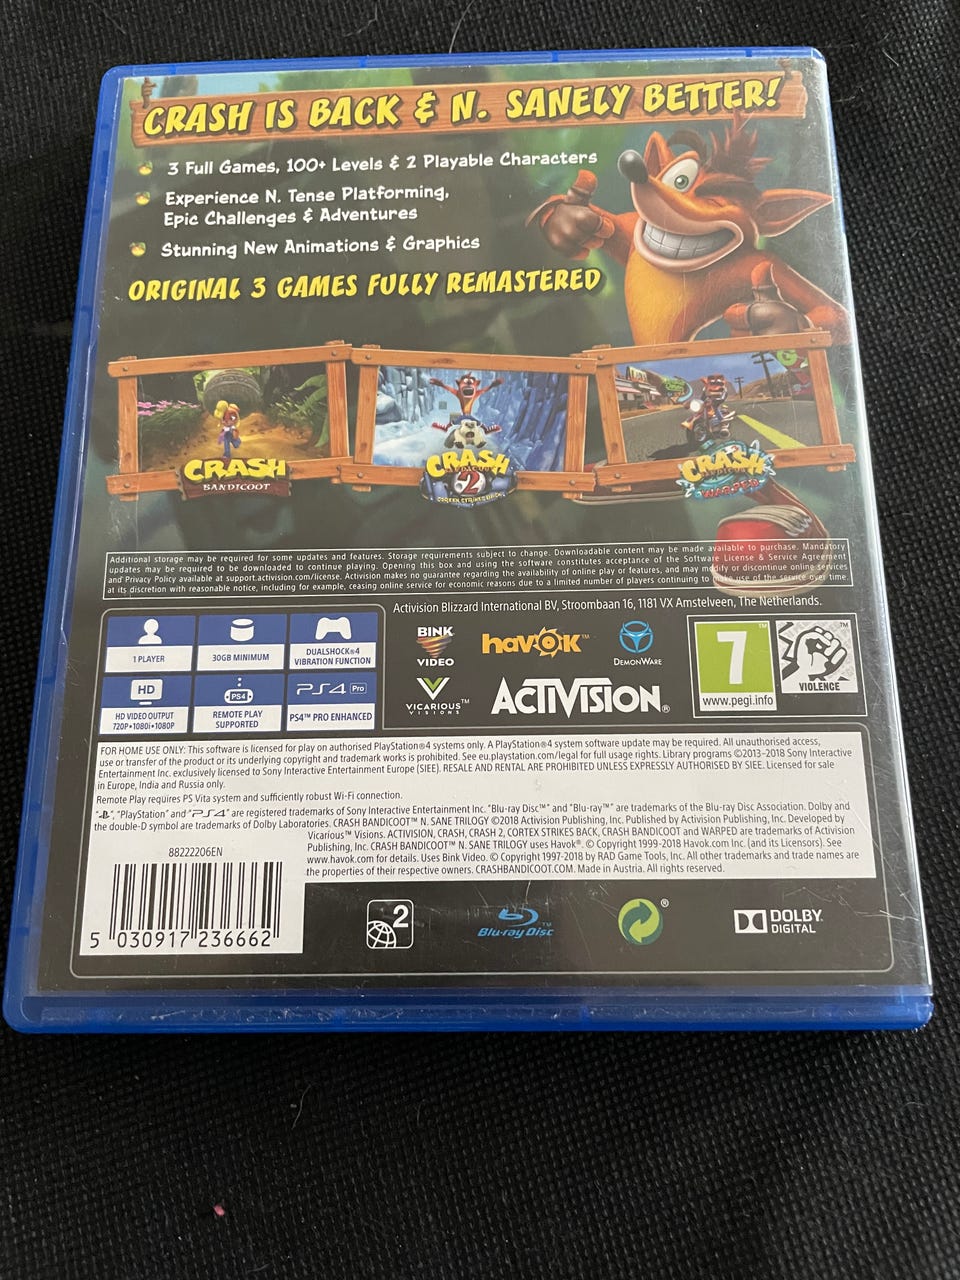 CRASH IS BACK & N. SANELY BETTER!
3 Full Games, 100+ Levels & 2 Playable Characters
Experience N. Tense Platforming,
Epic Challenges & Adventures
Stunning New Animations & Graphics
ORIGINAL 3 GAMES FULLY REMASTERED
CRASH
BANDICOOT
CRASH
BANDICOOT
2
CORTEX STRIKES BACK
CRASH
BANDICOOT
WARPED
Additional storage may be required for some updates and features. Storage requirements subject to change. Downloadable content may be made available to purchase. Mandatory
updates may be required to be downloaded to continue playing. Opening this box and using the software constitutes acceptance of the Software License & Service Agreement
and Privacy Policy available at support.activision.com/license. Activision makes no guarantee regarding the availability of online play or features, and may modify or discontinue online services
at its discretion with reasonable notice, including for example, ceasing online service for economic reasons due to a limited number of players continuing to make use of the service over time.
Activision Blizzard International BV, Stroombaan 16, 1181 VX Amstelveen, The Netherlands.
1 PLAYER
30GB MINIMUM
DUALSHOCK®4
VIBRATION FUNCTION
HD
HD VIDEO OUTPUT
720P•1080i•1080P
PS4
REMOTE PLAY
SUPPORTED
PS4 Pro
PS4™ PRO ENHANCED
BINK
VIDEO
havok™
DEMONWARE
VICARIOUS™
VISIONS
ACTIVISION®
7
™
www.pegi.info
™
VIOLENCE
FOR HOME USE ONLY: This software is licensed for play on authorised PlayStation®4 systems only. A PlayStation®4 system software update may be required. All unauthorised access,
use or transfer of the product or its underlying copyright and trademark works is prohibited. See eu.playstation.com/legal for full usage rights. Library programs ©2013-2018 Sony Interactive
Entertainment Inc. exclusively licensed to Sony Interactive Entertainment Europe (SIEE). RESALE AND RENTAL ARE PROHIBITED UNLESS EXPRESSLY AUTHORISED BY SIEE. Licensed for sale
in Europe, India and Russia only.
Remote Play requires PS Vita system and sufficiently robust Wi-Fi connection.
" ", "PlayStation" and "PS4" are registered trademarks of Sony Interactive Entertainment Inc. "Blu-ray Disc™" and "Blu-ray™" are trademarks of the Blu-ray Disc Association. Dolby and
the double-D symbol are trademarks of Dolby Laboratories. CRASH BANDICOOT™ N. SANE TRILOGY ©2018 Activision Publishing, Inc. Published by Activision Publishing, Inc. Developed by
Vicarious™ Visions. ACTIVISION, CRASH, CRASH 2, CORTEX STRIKES BACK, CRASH BANDICOOT and WARPED are trademarks of Activision
Publishing, Inc. CRASH BANDICOOT™ N. SANE TRILOGY uses Havok®. © Copyright 1999-2018 Havok.com Inc. (and its Licensors). See
www.havok.com for details. Uses Bink Video. © Copyright 1997-2018 by RAD Game Tools, Inc. All other trademarks and trade names are
the properties of their respective owners. CRASHBANDICOOT.COM. Made in Austria. All rights reserved.
88222206EN
5 030917 236662
2
Blu-ray Disc™
®
DOLBY
DIGITAL